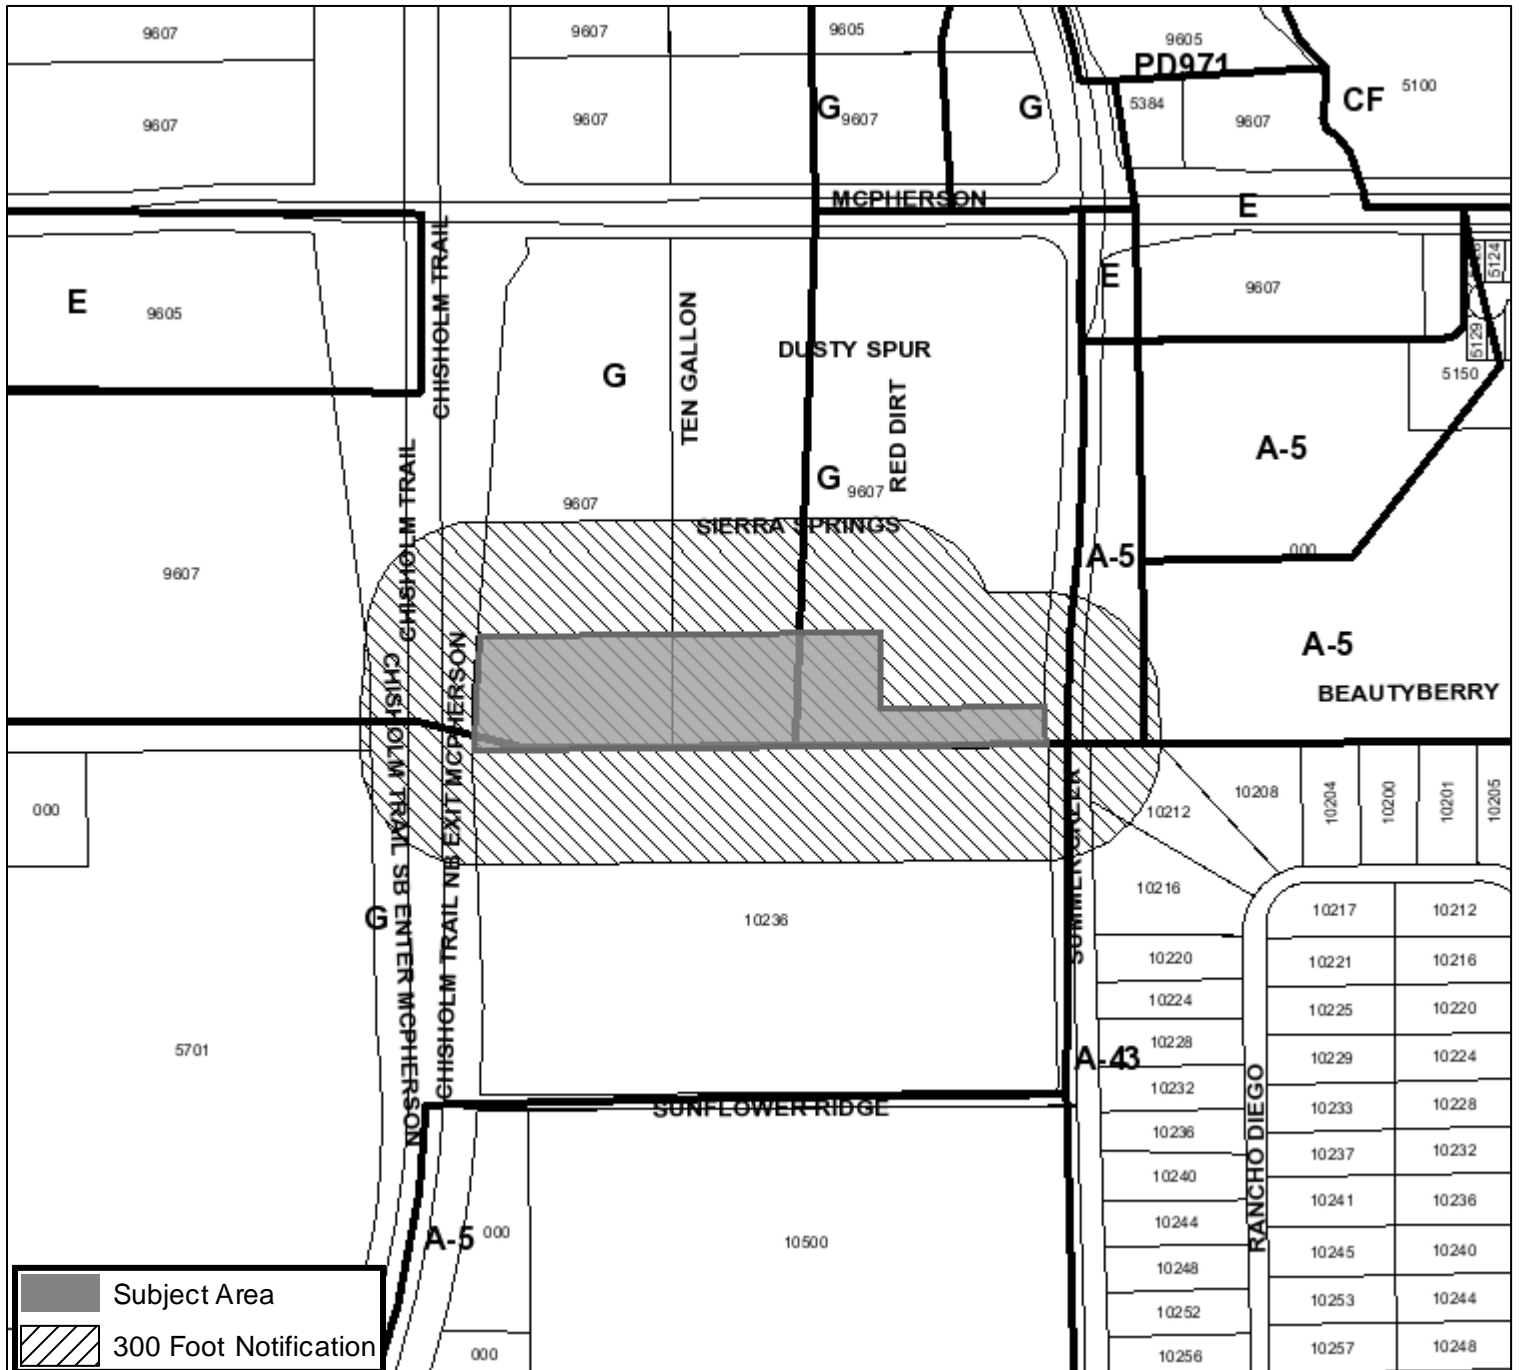 9607
9607
9605
9605
PD971
5384
9607
CF
5100
9607
9607
G
9607
G
MCPHERSON
E
E
9605
CHISHOLM TRAIL
TEN GALLON
DUSTY SPUR
G
RED DIRT
G
9607
E
9607
5124
5129
5150
A-5
9607
SIERRA SPRINGS
CHISHOLM TRAIL
9607
A-5
000
A-5
BEAUTYBERRY
CHISHOLM TRAIL SB ENTER MCPHERSON
CHISHOLM TRAIL NB EXIT MCPHERSON
000
SUMMER CREEK
10212
10208
10204
10200
10201
10205
10216
G
10236
10217
10212
10220
10221
10216
10224
10225
10220
5701
10228
A-43
10229
10224
10232
SUNFLOWER RIDGE
10233
10228
10236
10237
10232
RANCHO DIEGO
10240
10241
10236
10244
A-5
000
10500
10245
10240
10248
10253
10244
10252
10257
10248
10256
000
Subject Area
300 Foot Notification